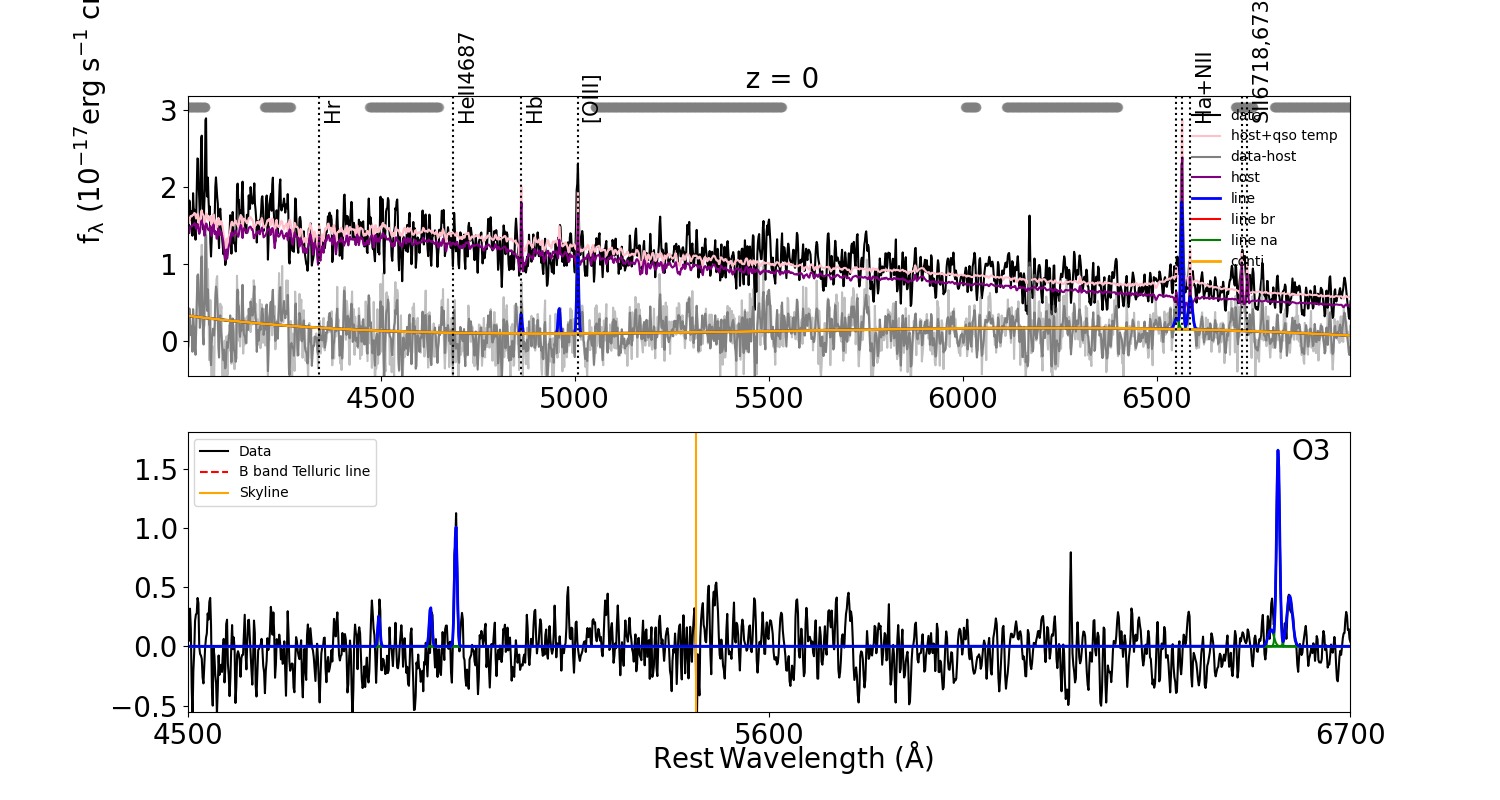 z = 0
f_λ (10^−17 erg s^−1 c
Hr
HeII4687
Hb
[OIII]
Ha+NII
SII6718,673
3
2
1
0
data
host+qso temp
data-host
host
line
line br
line na
conti
4500 5000 5500 6000 6500
O3
Data
B band Telluric line
Skyline
1.5
1.0
0.5
0.0
−0.5
4500 5600 6700
Rest Wavelength (Å)